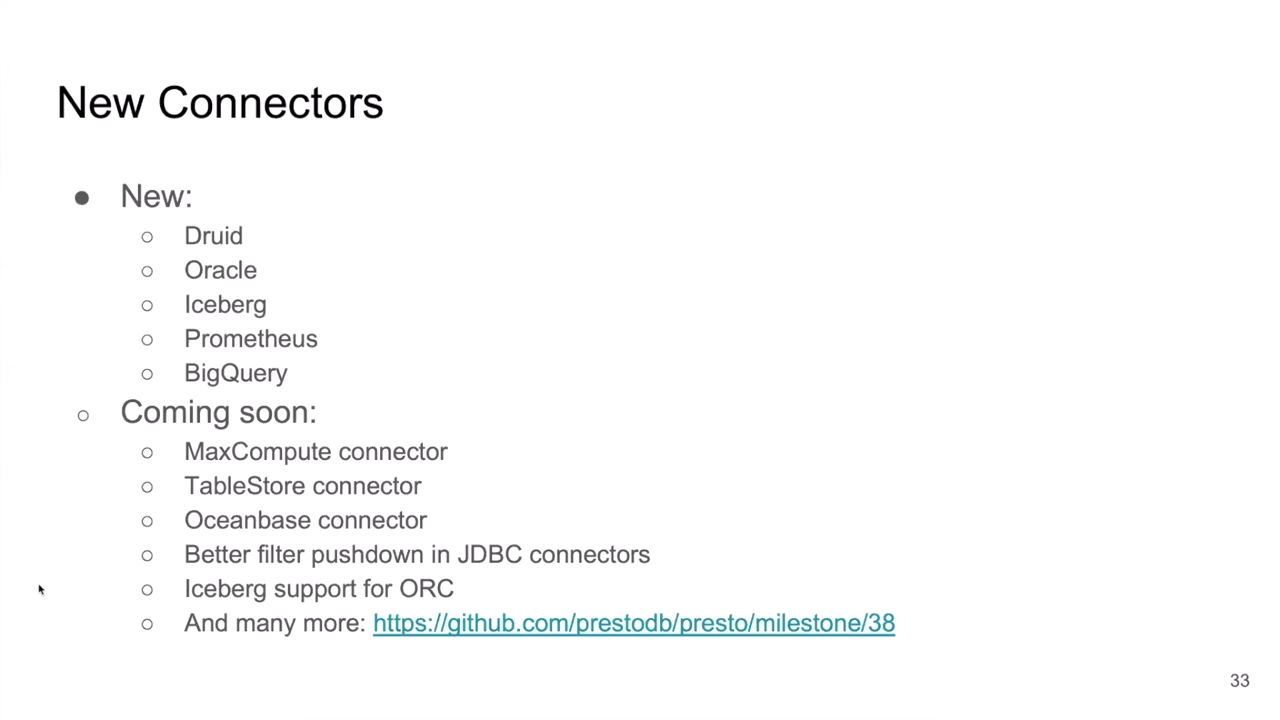 New Connectors
● New:
○ Druid
○ Oracle
○ Iceberg
○ Prometheus
○ BigQuery
○ Coming soon:
○ MaxCompute connector
○ TableStore connector
○ Oceanbase connector
○ Better filter pushdown in JDBC connectors
○ Iceberg support for ORC
○ And many more: https://github.com/prestodb/presto/milestone/38
33